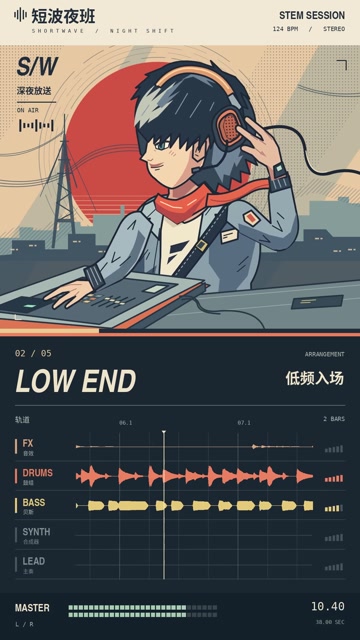 短波夜班
SHORTWAVE / NIGHT SHIFT
STEM SESSION
124 BPM / STEREO
S/W
深夜放送
ON AIR
02 / 05
ARRANGEMENT
LOW END
低频入场
轨道
06.1
07.1
2 BARS
FX
音效
DRUMS
鼓组
BASS
贝斯
SYNTH
合成器
LEAD
主奏
MASTER
L / R
10.40
38.00 SEC